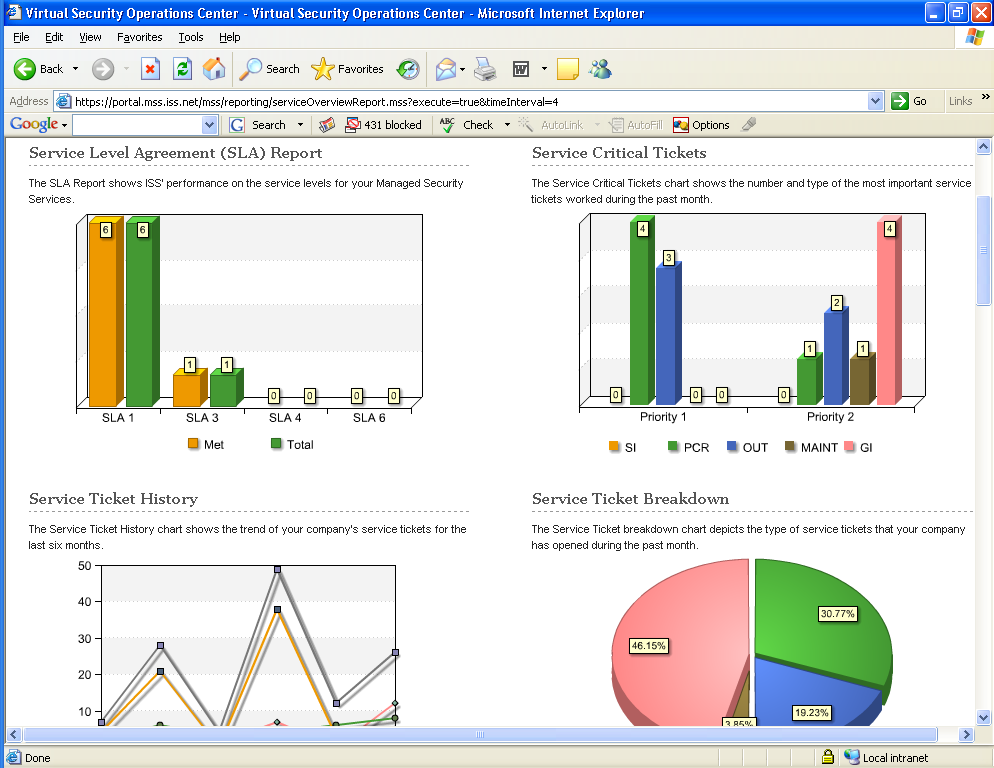 Virtual Security Operations Center - Virtual Security Operations Center - Microsoft Internet Explorer
File Edit View Favorites Tools Help
Back Search Favorites
Address https://portal.mss.iss.net/mss/reporting/serviceOverviewReport.mss?execute=true&timeInterval=4 Go Links »
Google G Search 431 blocked ABC Check AutoLink AutoFill Options
Service Level Agreement (SLA) Report
The SLA Report shows ISS' performance on the service levels for your Managed Security
Services.
6 6
1 1
0 0 0 0
SLA 1 SLA 3 SLA 4 SLA 6
Met Total
Service Critical Tickets
The Service Critical Tickets chart shows the number and type of the most important service
tickets worked during the past month.
4 4
3
2
1 1
0 0 0 0
Priority 1 Priority 2
SI PCR OUT MAINT GI
Service Ticket History
The Service Ticket History chart shows the trend of your company's service tickets for the
last six months.
50
40
30
20
10
Service Ticket Breakdown
The Service Ticket breakdown chart depicts the type of service tickets that your company
has opened during the past month.
30.77%
46.15%
19.23%
3.85%
Done Local intranet